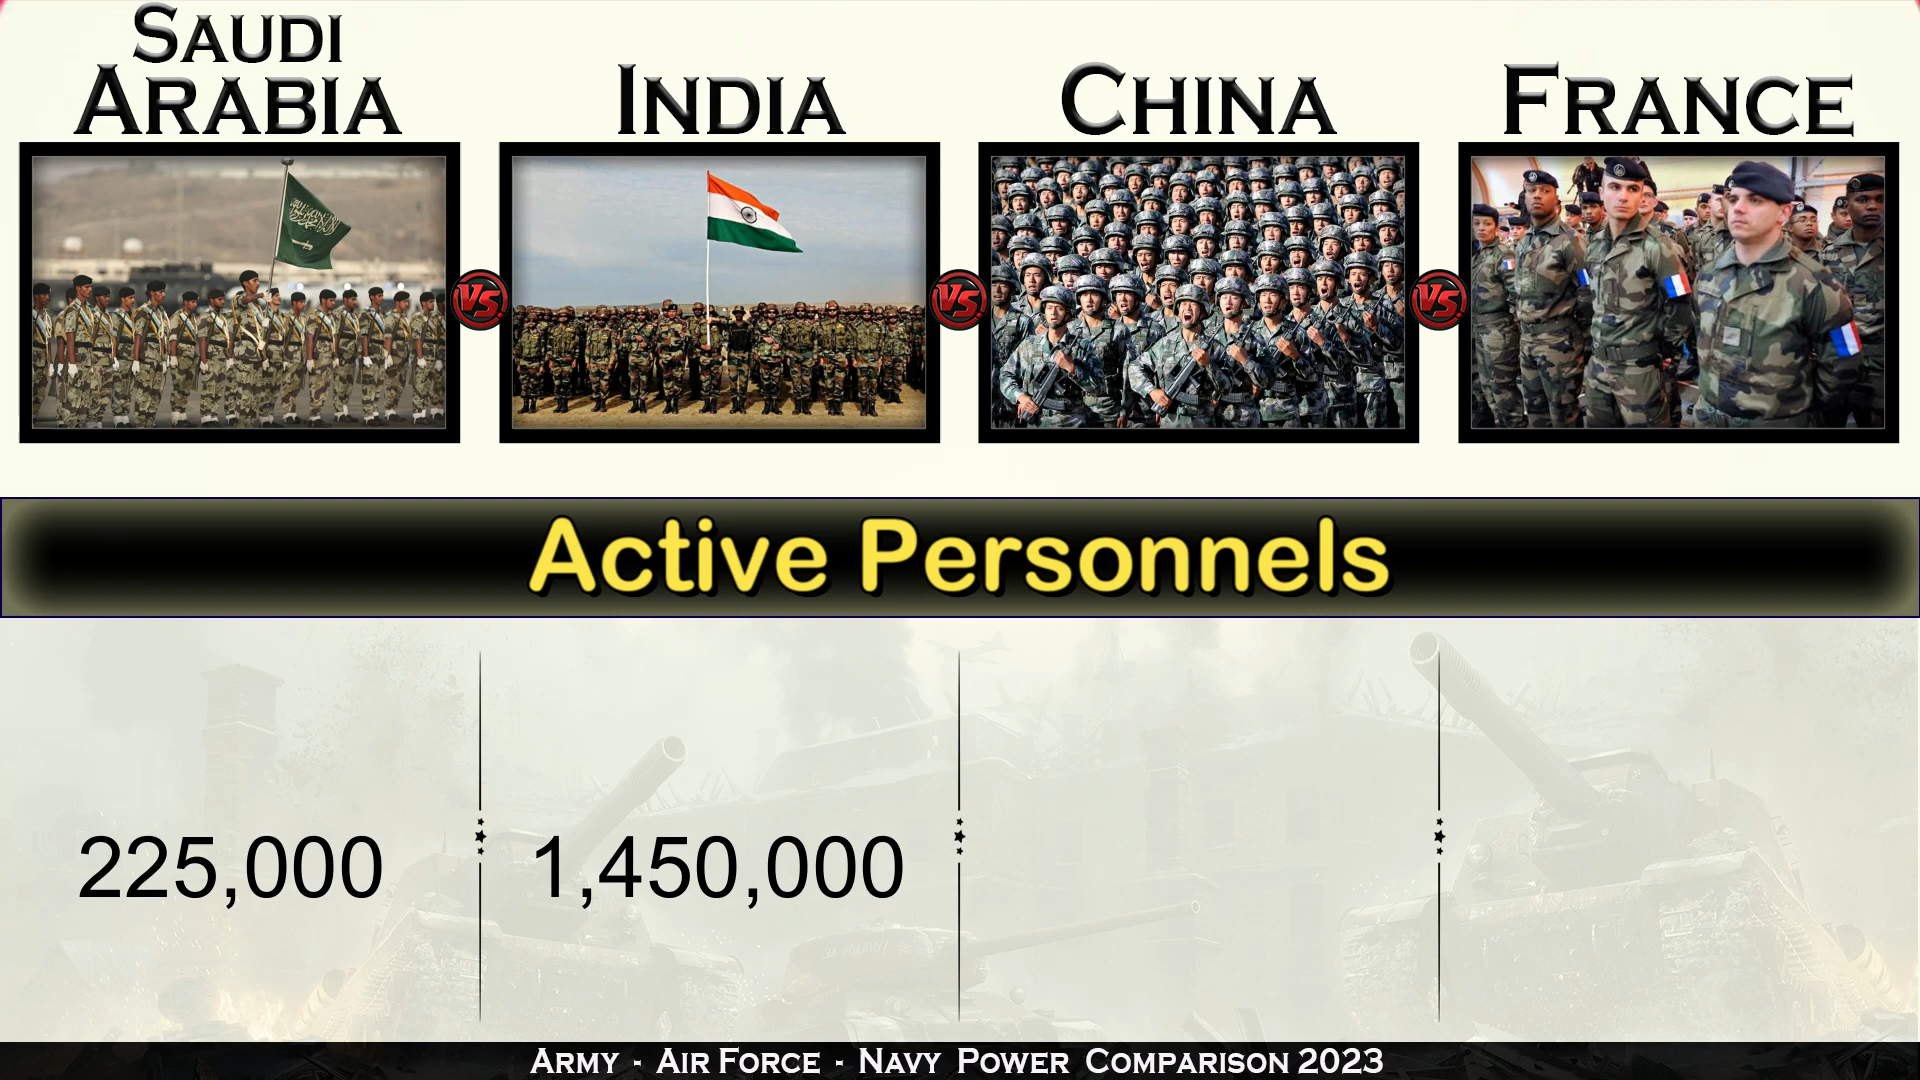 SAUDI
ARABIA
INDIA
CHINA
FRANCE
VS
VS
VS
Active Personnels
225,000
1,450,000
ARMY - AIR FORCE - NAVY POWER COMPARISON 2023